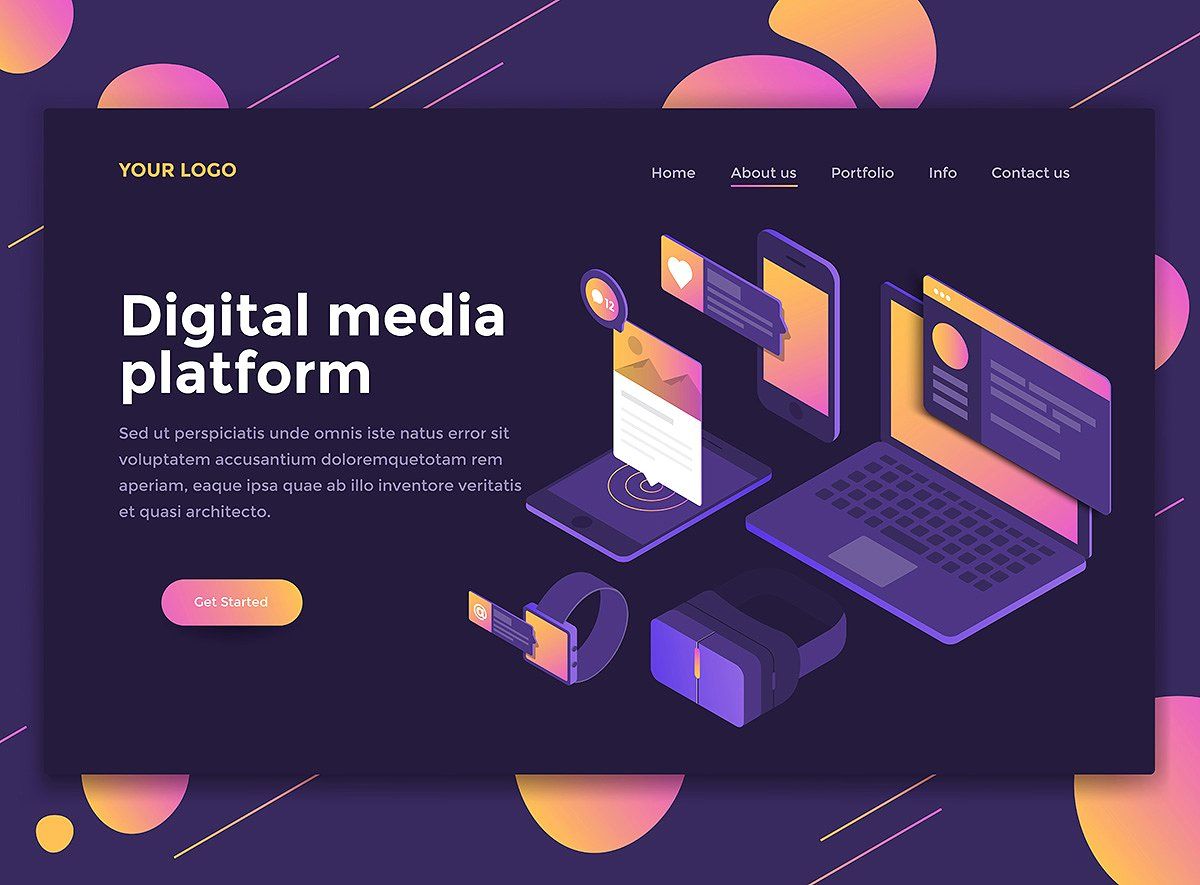 YOUR LOGO
Home About us Portfolio Info Contact us
Digital media
platform
Sed ut perspiciatis unde omnis iste natus error sit
voluptatem accusantium doloremquetotam rem
aperiam, eaque ipsa quae ab illo inventore veritatis
et quasi architecto.
Get Started
12
@